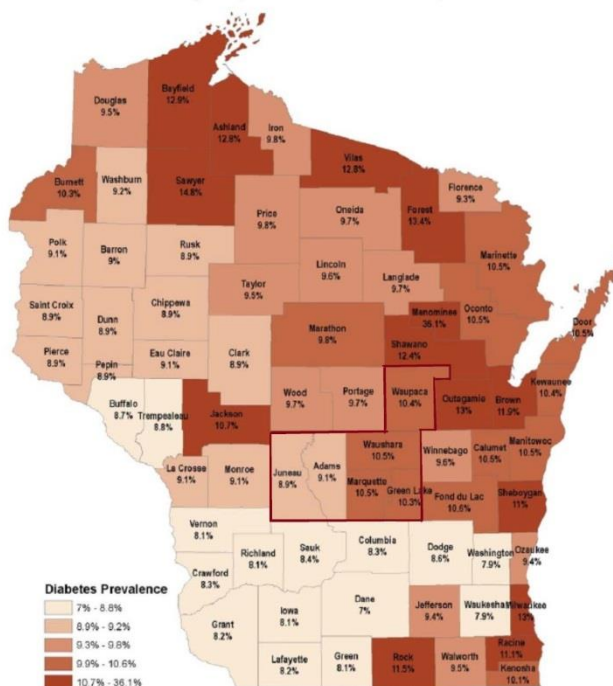 Bayfield
12.9%
Douglas
9.5%
Ashland
12.8%
Iron
9.8%
Vilas
12.8%
Burnett
10.3%
Washburn
9.2%
Sawyer
14.8%
Florence
9.3%
Price
9.8%
Oneida
9.7%
Forest
13.4%
Polk
9.1%
Barron
9%
Rusk
8.9%
Marinette
10.5%
Lincoln
9.6%
Langlade
9.7%
Taylor
9.5%
Saint Croix
8.9%
Dunn
8.9%
Chippewa
8.9%
Menominee
36.1%
Oconto
10.5%
Door
10.5%
Marathon
9.9%
Shawano
12.4%
Pierce
8.9%
Pepin
8.9%
Eau Claire
9.1%
Clark
8.9%
Wood
9.7%
Portage
9.7%
Waupaca
10.4%
Outagamie
13%
Brown
11.9%
Kewaunee
10.4%
Buffalo
8.7%
Trempealeau
8.8%
Jackson
10.7%
Waushara
10.5%
Winnebago
9.6%
Calumet
10.5%
Manitowoc
10.5%
La Crosse
9.1%
Monroe
9.1%
Juneau
8.9%
Adams
9.1%
Marquette
10.5%
Green Lake
10.3%
Fond du Lac
10.6%
Sheboygan
11%
Vernon
8.1%
Richland
8.1%
Sauk
8.4%
Columbia
8.3%
Dodge
8.6%
Washington
7.9%
Ozaukee
9.4%
Crawford
8.3%
Diabetes Prevalence
7% - 8.8%
8.9% - 9.2%
9.3% - 9.8%
9.9% - 10.6%
10.7% - 36.1%
Grant
8.2%
Iowa
8.1%
Dane
7%
Jefferson
9.4%
Waukesha
7.9%
Milwaukee
13%
Lafayette
8.2%
Green
8.1%
Rock
11.5%
Walworth
9.5%
Racine
11.1%
Kenosha
10.1%